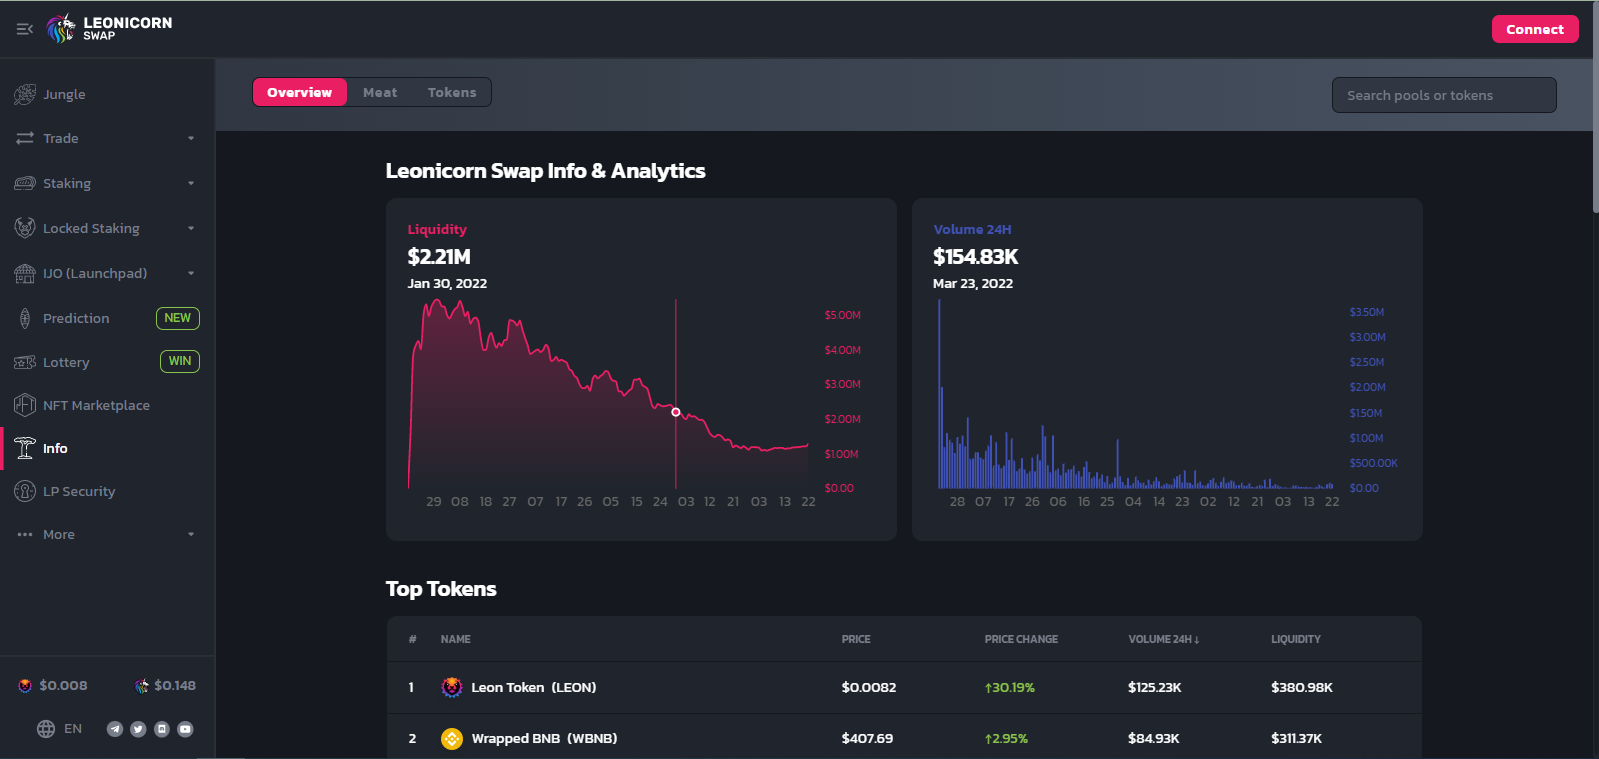 LEONICORN
SWAP
Connect
Jungle
Trade
Staking
Locked Staking
IJO (Launchpad)
Prediction NEW
Lottery WIN
NFT Marketplace
Info
LP Security
More
$0.008 $0.148
EN
Overview Meat Tokens
Search pools or tokens
Leonicorn Swap Info & Analytics
Liquidity
$2.21M
Jan 30, 2022
$5.00M
$4.00M
$3.00M
$2.00M
$1.00M
$0.00
29 08 18 27 07 17 26 05 15 24 03 12 21 03 13 22
Volume 24H
$154.83K
Mar 23, 2022
$3.50M
$3.00M
$2.50M
$2.00M
$1.50M
$1.00M
$500.00K
$0.00
28 07 17 26 06 16 25 04 14 23 02 12 21 03 13 22
Top Tokens
# NAME PRICE PRICE CHANGE VOLUME 24H ↓ LIQUIDITY
1 Leon Token (LEON) $0.0082 ↑30.19% $125.23K $380.98K
2 Wrapped BNB (WBNB) $407.69 ↑2.95% $84.93K $311.37K